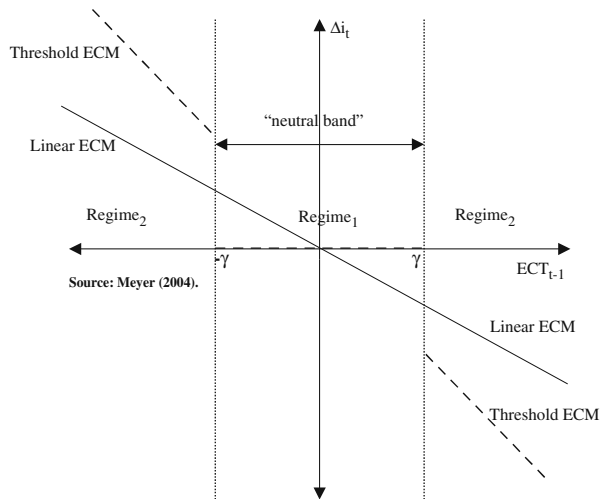 Δi_t
Threshold ECM
"neutral band"
Linear ECM
Regime_2
Regime_1
Regime_2
-γ
γ
ECT_t-1
Source: Meyer (2004).
Linear ECM
Threshold ECM